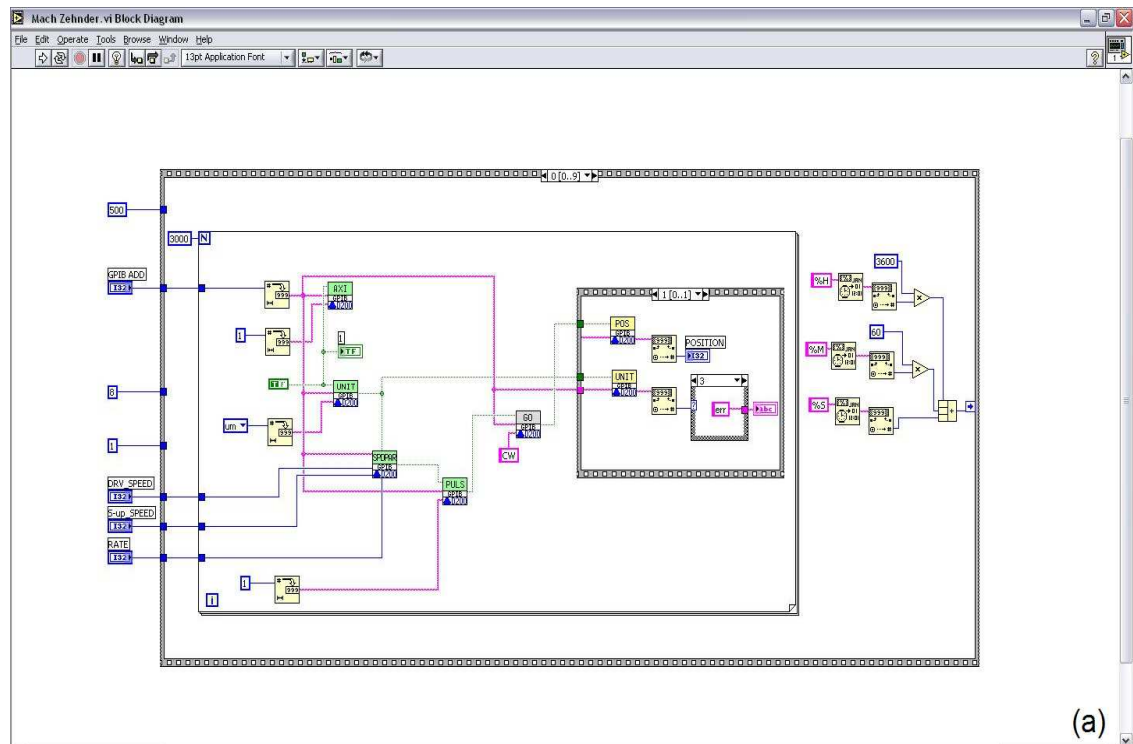 Mach Zehnder.vi Block Diagram
File Edit Operate Tools Browse Window Help
13pt Application Font
1
0 [0..9]
500
3000 N
GPIB ADD
I32
AXI
GPIB
1
1
TF
UNIT
GPIB
um
8
1
SPDPAR
GPIB
DRV_SPEED
I32
S-up_SPEED
I32
RATE
I32
PULS
GPIB
GO
GPIB
CW
1
i
1 [0..1]
POS
GPIB
POSITION
I32
UNIT
GPIB
3
err
abc
?
3600
%H
60
%M
%S
(a)